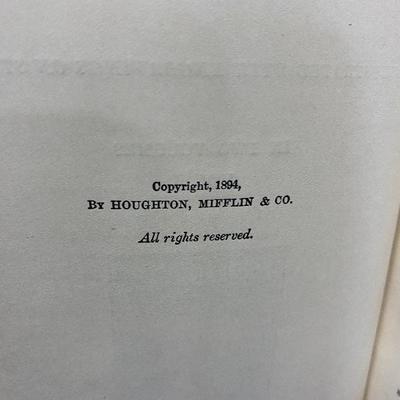 Copyright, 1894,
BY HOUGHTON, MIFFLIN & CO.
All rights reserved.